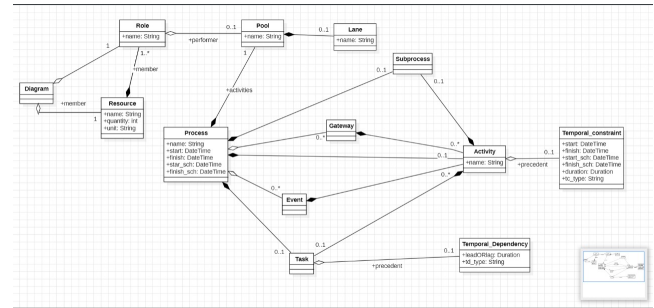 Role
+name: String
Pool
+name: String
Lane
+name: String
0..1
+performer
1
1..*
1
+member
Subprocess
0..1
0..1
Diagram
+member
1
Resource
+name: String
+quantity: int
+unit: String
+activities
Process
+name: String
+start: DateTime
+finish: DateTime
+star_sch: DateTime
+finish_sch: DateTime
Gateway
0..*
0..*
0..1
0..*
Activity
+name: String
+precedent
0..1
Temporal_constraint
+start: DateTime
+finish: DateTime
+start_sch: DateTime
+finish_sch: DateTime
+duration: Duration
+tc_type: String
0..*
Event
0..1
Task
0..1
+precedent
0..1
Temporal_Dependency
+leadORlag: Duration
+td_type: String